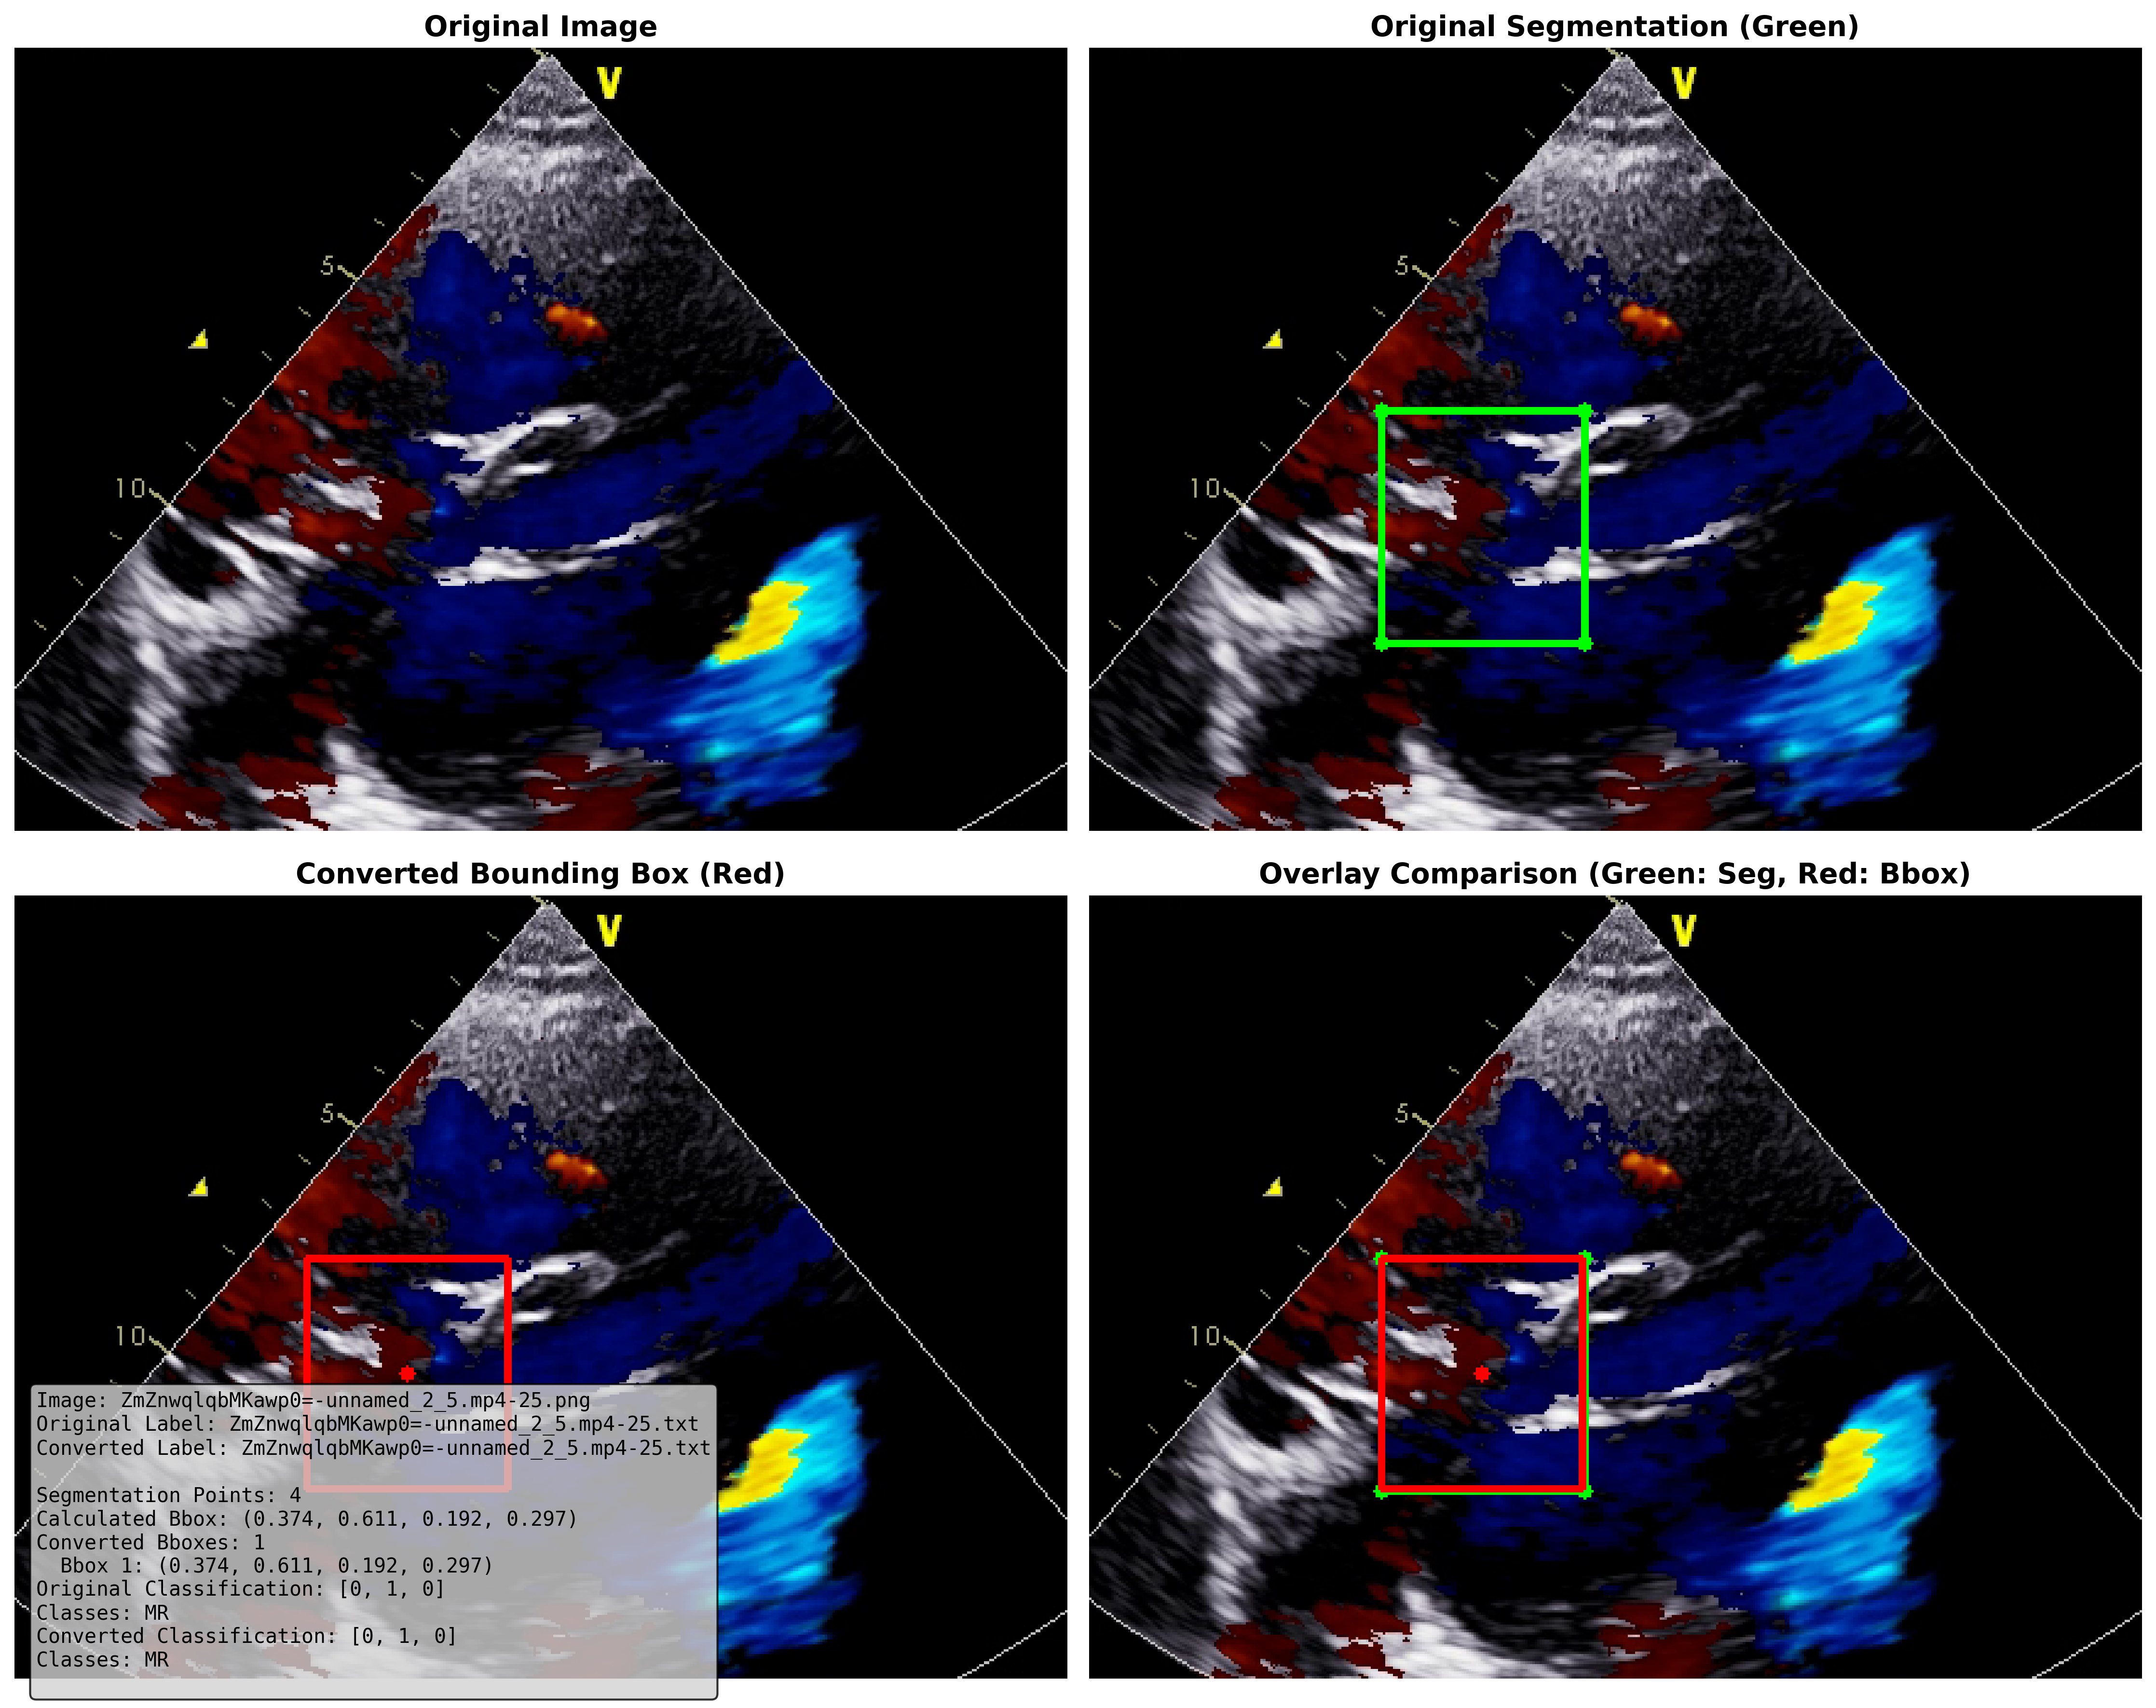 Original Image
Original Segmentation (Green)
V
5
10
V
5
10
Converted Bounding Box (Red)
Overlay Comparison (Green: Seg, Red: Bbox)
V
5
10
V
5
10
Image: ZmZnwqlqbMKawp0=-unnamed_2_5.mp4-25.png
Original Label: ZmZnwqlqbMKawp0=-unnamed_2_5.mp4-25.txt
Converted Label: ZmZnwqlqbMKawp0=-unnamed_2_5.mp4-25.txt
Segmentation Points: 4
Calculated Bbox: (0.374, 0.611, 0.192, 0.297)
Converted Bboxes: 1
Bbox 1: (0.374, 0.611, 0.192, 0.297)
Original Classification: [0, 1, 0]
Classes: MR
Converted Classification: [0, 1, 0]
Classes: MR